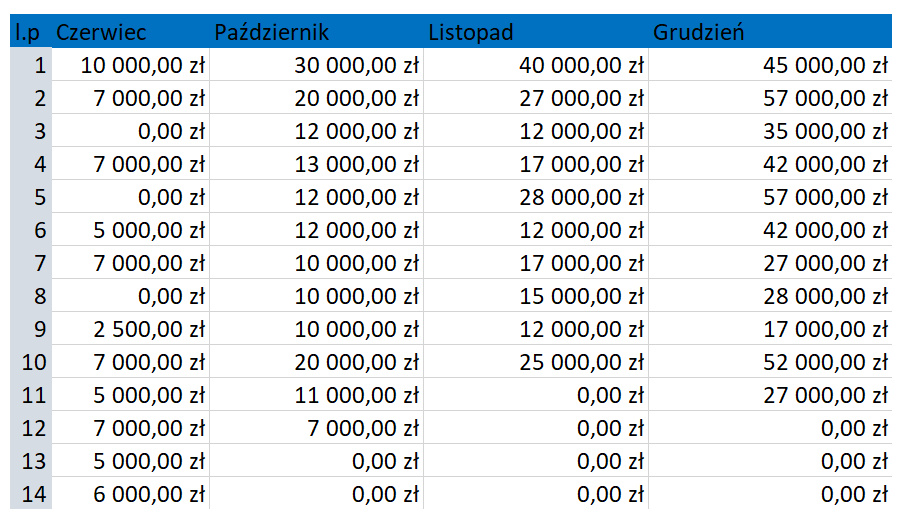 l.p Czerwiec Październik Listopad Grudzień
1 10 000,00 zł 30 000,00 zł 40 000,00 zł 45 000,00 zł
2 7 000,00 zł 20 000,00 zł 27 000,00 zł 57 000,00 zł
3 0,00 zł 12 000,00 zł 12 000,00 zł 35 000,00 zł
4 7 000,00 zł 13 000,00 zł 17 000,00 zł 42 000,00 zł
5 0,00 zł 12 000,00 zł 28 000,00 zł 57 000,00 zł
6 5 000,00 zł 12 000,00 zł 12 000,00 zł 42 000,00 zł
7 7 000,00 zł 10 000,00 zł 17 000,00 zł 27 000,00 zł
8 0,00 zł 10 000,00 zł 15 000,00 zł 28 000,00 zł
9 2 500,00 zł 10 000,00 zł 12 000,00 zł 17 000,00 zł
10 7 000,00 zł 20 000,00 zł 25 000,00 zł 52 000,00 zł
11 5 000,00 zł 11 000,00 zł 0,00 zł 27 000,00 zł
12 7 000,00 zł 7 000,00 zł 0,00 zł 0,00 zł
13 5 000,00 zł 0,00 zł 0,00 zł 0,00 zł
14 6 000,00 zł 0,00 zł 0,00 zł 0,00 zł